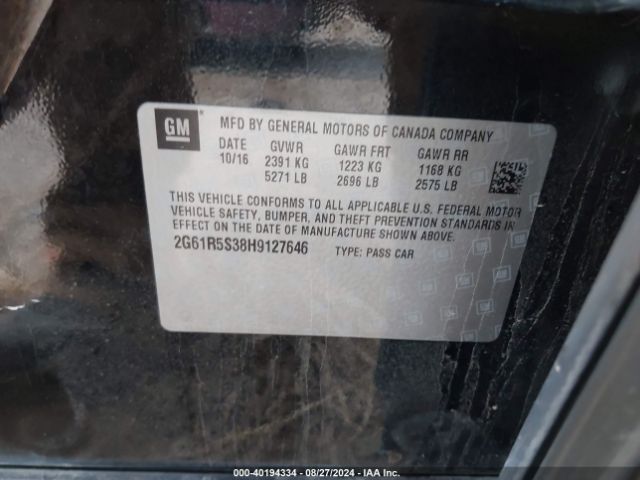 GM
MFD BY GENERAL MOTORS OF CANADA COMPANY
DATE GVWR GAWR FRT GAWR RR
10/16 2391 KG 1223 KG 1168 KG
5271 LB 2696 LB 2575 LB
THIS VEHICLE CONFORMS TO ALL APPLICABLE U.S. FEDERAL MOTOR
VEHICLE SAFETY, BUMPER, AND THEFT PREVENTION STANDARDS IN
EFFECT ON THE DATE OF MANUFACTURE SHOWN ABOVE.
2G61R5S38H9127646 TYPE: PASS CAR
000-40194334 | 08/27/2024 | IAA Inc.